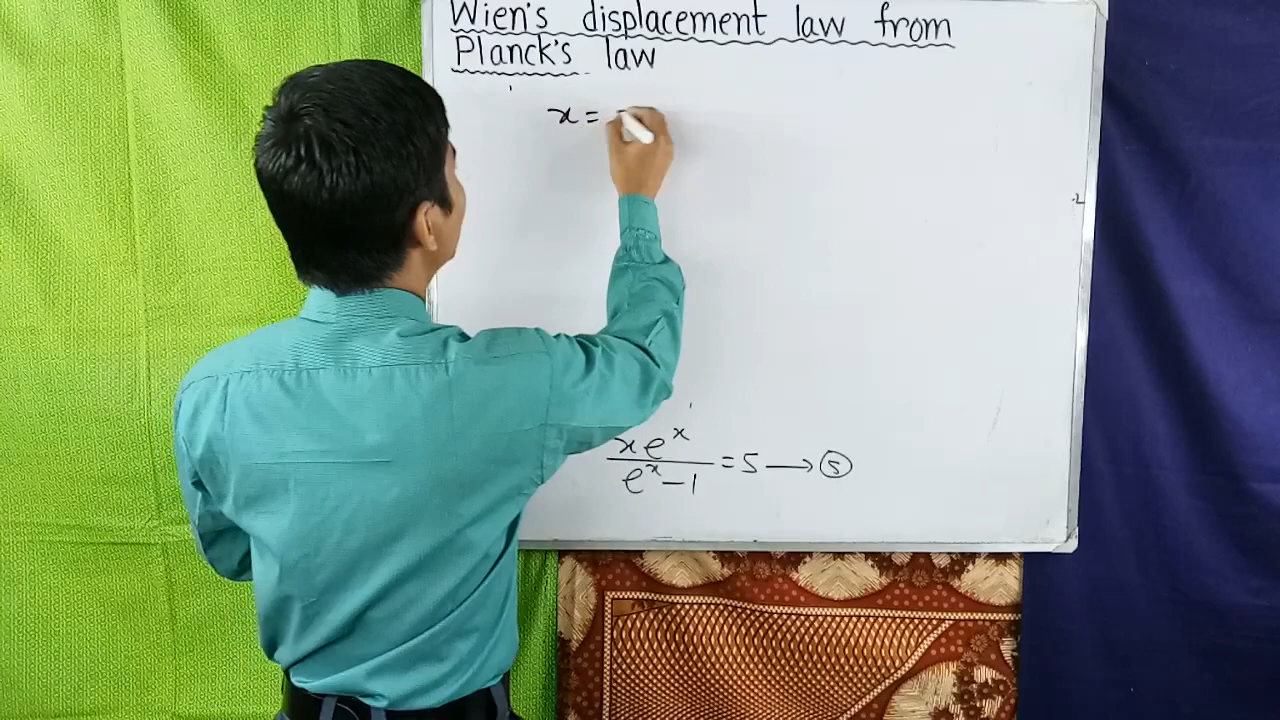 Wien's displacement law from
Planck's law
x =
xe^x / e^x - 1 = 5 → ⑤